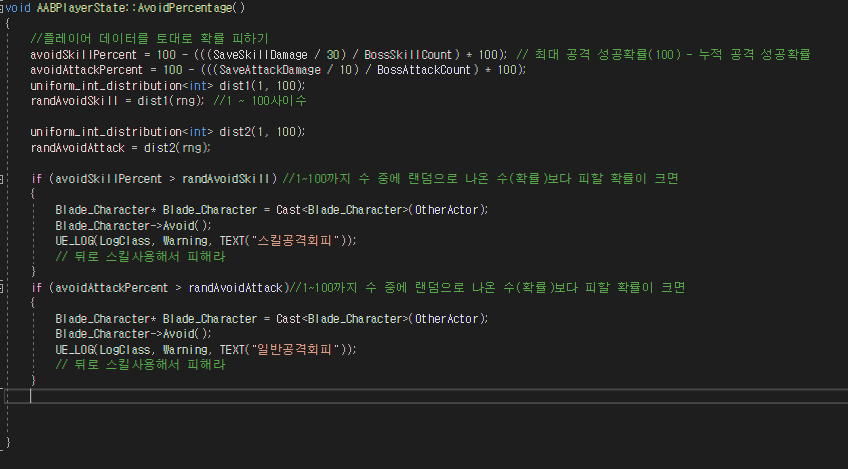 void AABPlayerState::AvoidPercentage()
{
//플레이어 데이터를 토대로 확률 피하기
avoidSkillPercent = 100 - (((SaveSkillDamage / 30) / BossSkillCount) * 100); // 최대 공격 성공확률(100) - 누적 공격 성공확률
avoidAttackPercent = 100 - (((SaveAttackDamage / 10) / BossAttackCount) * 100);
uniform_int_distribution<int> dist1(1, 100);
randAvoidSkill = dist1(rng); //1 ~ 100사이수
uniform_int_distribution<int> dist2(1, 100);
randAvoidAttack = dist2(rng);
if (avoidSkillPercent > randAvoidSkill) //1~100까지 수 중에 랜덤으로 나온 수(확률)보다 피할 확률이 크면
{
Blade_Character* Blade_Character = Cast<Blade_Character>(OtherActor);
Blade_Character->Avoid();
UE_LOG(LogClass, Warning, TEXT("스킬공격회피"));
// 뒤로 스킬사용해서 피해라
}
if (avoidAttackPercent > randAvoidAttack)//1~100까지 수 중에 랜덤으로 나온 수(확률)보다 피할 확률이 크면
{
Blade_Character* Blade_Character = Cast<Blade_Character>(OtherActor);
Blade_Character->Avoid();
UE_LOG(LogClass, Warning, TEXT("일반공격회피"));
// 뒤로 스킬사용해서 피해라
}
}